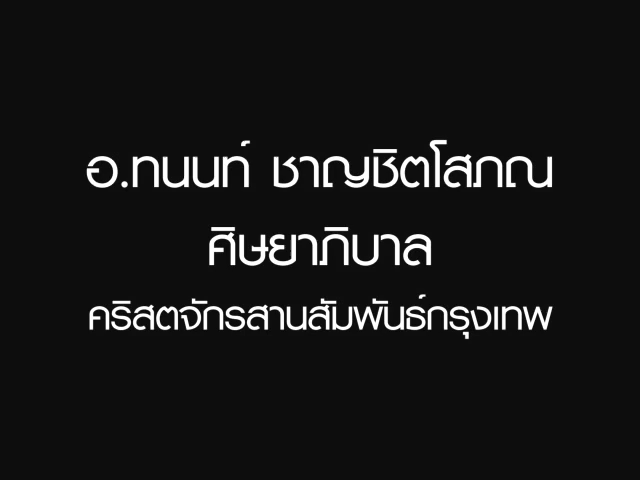 อ.ทนนท์ ชาญชิตโสภณ
ศิษยาภิบาล
คริสตจักรสานสัมพันธ์กรุงเทพ